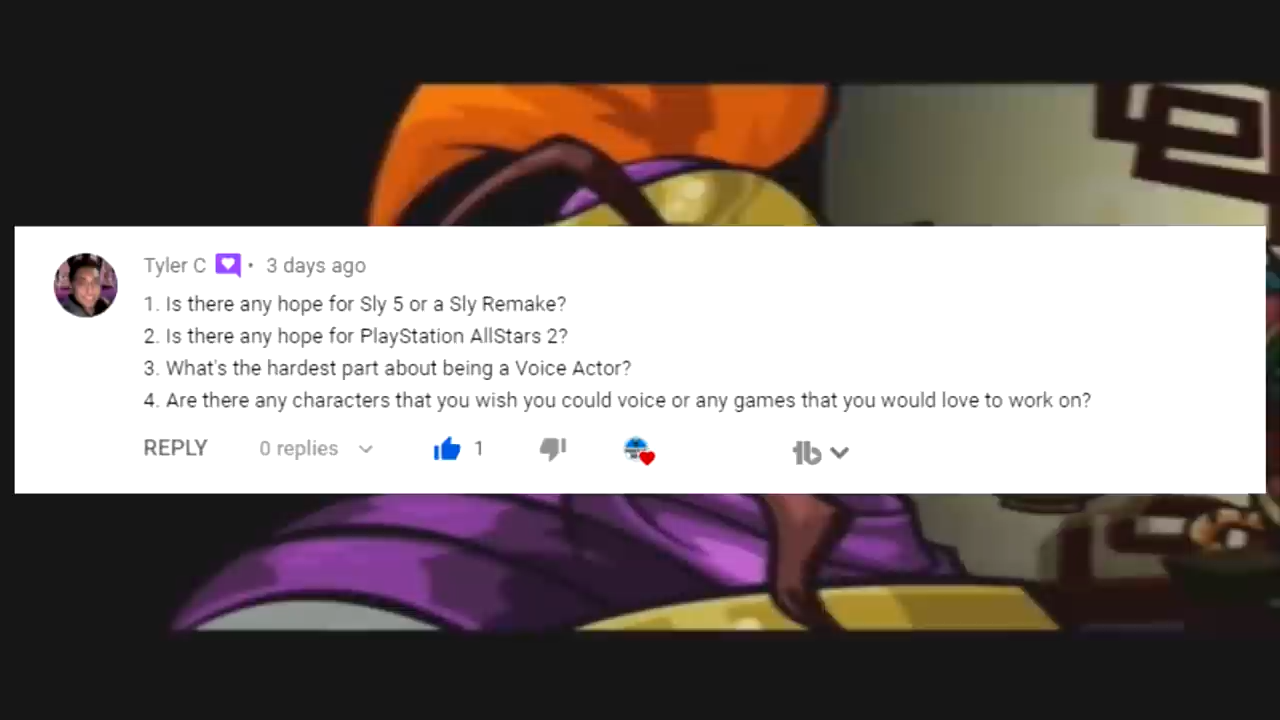 Tyler C • 3 days ago
1. Is there any hope for Sly 5 or a Sly Remake?
2. Is there any hope for PlayStation AllStars 2?
3. What's the hardest part about being a Voice Actor?
4. Are there any characters that you wish you could voice or any games that you would love to work on?
REPLY 0 replies 1